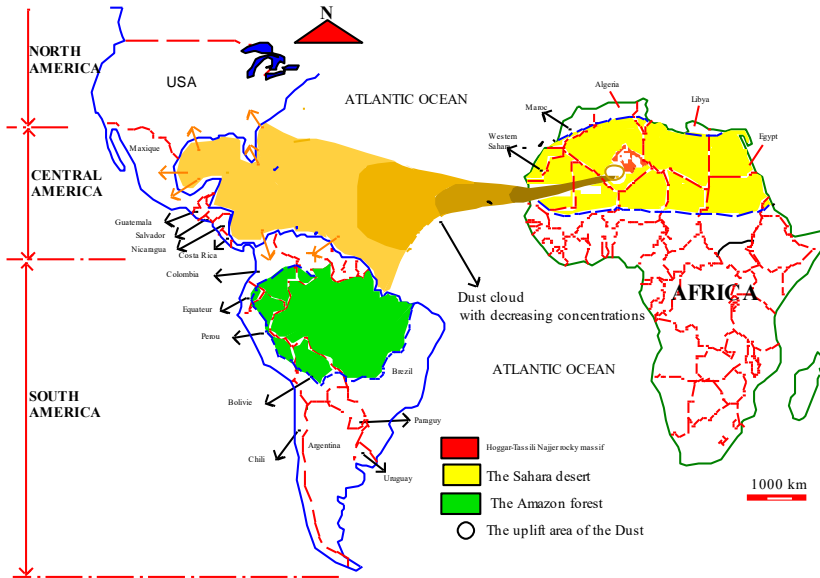 N
NORTH
AMERICA
USA
ATLANTIC OCEAN
Algeria
Libya
Maroc
Egypt
Western
Sahara
Maxique
CENTRAL
AMERICA
Guatemala
Salvador
Nicaragua
Costa Rica
Colombia
Equateur
Perou
Dust cloud
with decreasing concentrations
AFRICA
ATLANTIC OCEAN
Brezil
SOUTH
AMERICA
Bolivie
Paraguy
Argentina
Chili
Uruguay
Hoggar-Tassili Najjer rocky massif
The Sahara desert
The Amazon forest
The uplift area of the Dust
1000 km